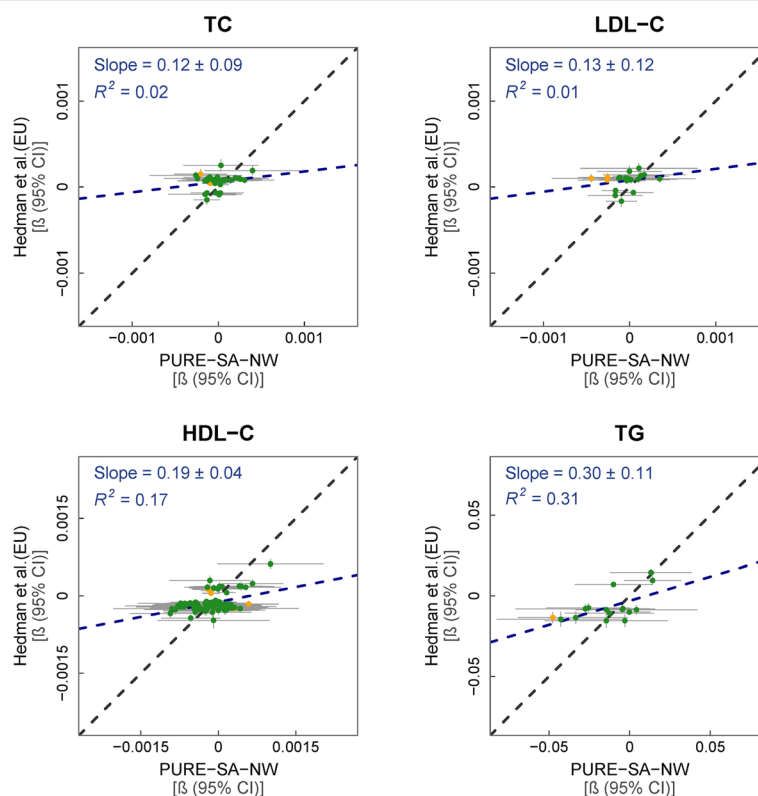 TC
Slope = 0.12 ± 0.09
R² = 0.02
Hedman et al.(EU)
[ß (95% CI)]
0.001
0
−0.001
−0.001 0 0.001
PURE−SA−NW
[ß (95% CI)]
LDL−C
Slope = 0.13 ± 0.12
R² = 0.01
Hedman et al.(EU)
[ß (95% CI)]
0.001
0
−0.001
−0.001 0 0.001
PURE−SA−NW
[ß (95% CI)]
HDL−C
Slope = 0.19 ± 0.04
R² = 0.17
Hedman et al.(EU)
[ß (95% CI)]
0.0015
0
−0.0015
−0.0015 0 0.0015
PURE−SA−NW
[ß (95% CI)]
TG
Slope = 0.30 ± 0.11
R² = 0.31
Hedman et al.(EU)
[ß (95% CI)]
0.05
0
−0.05
−0.05 0 0.05
PURE−SA−NW
[ß (95% CI)]